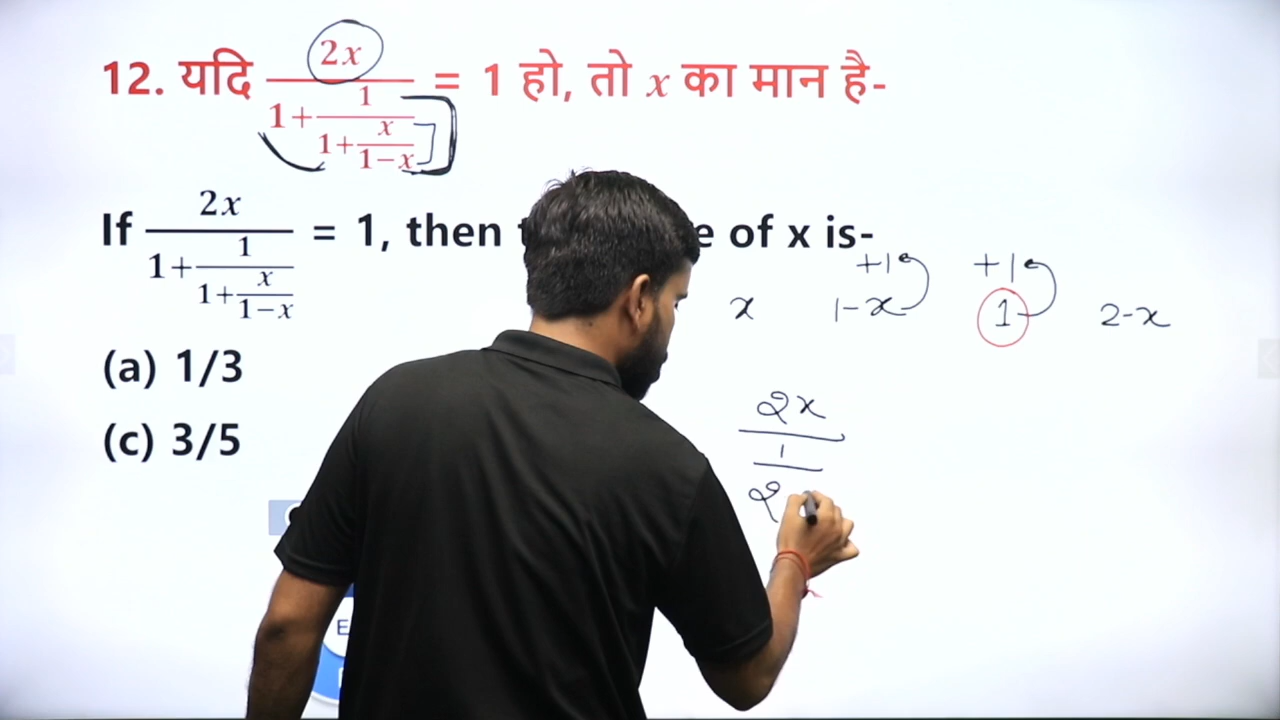 12. यदि 2x / 1+ 1 / 1+ x / 1−x = 1 हो, तो x का मान है-
If 2x / 1+ 1 / 1+ x / 1−x = 1, then e of x is-
+1 +1
x 1-x 1 2-x
(a) 1/3
(c) 3/5
2x
1
2